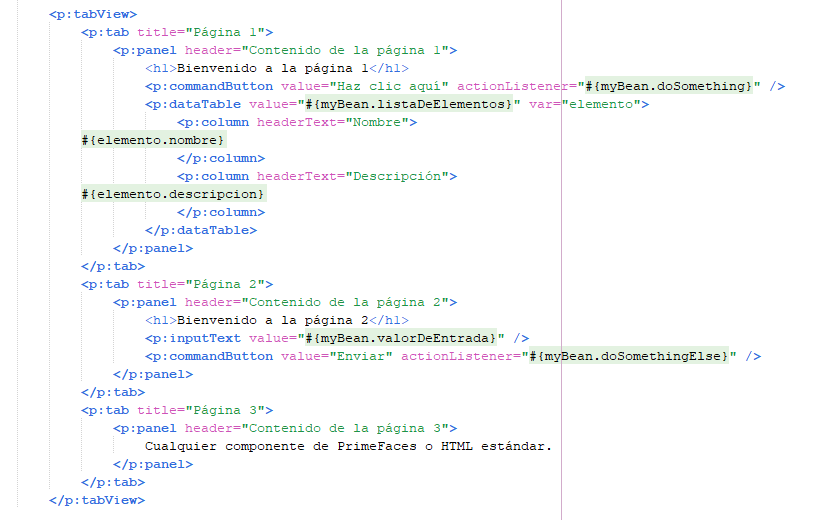 <p:tabView>
<p:tab title="Página 1">
<p:panel header="Contenido de la página 1">
<h1>Bienvenido a la página 1</h1>
<p:commandButton value="Haz clic aquí" actionListener="#{myBean.doSomething}" />
<p:dataTable value="#{myBean.listaDeElementos}" var="elemento">
<p:column headerText="Nombre">
#{elemento.nombre}
</p:column>
<p:column headerText="Descripción">
#{elemento.descripcion}
</p:column>
</p:dataTable>
</p:panel>
</p:tab>
<p:tab title="Página 2">
<p:panel header="Contenido de la página 2">
<h1>Bienvenido a la página 2</h1>
<p:inputText value="#{myBean.valorDeEntrada}" />
<p:commandButton value="Enviar" actionListener="#{myBean.doSomethingElse}" />
</p:panel>
</p:tab>
<p:tab title="Página 3">
<p:panel header="Contenido de la página 3">
Cualquier componente de PrimeFaces o HTML estándar.
</p:panel>
</p:tab>
</p:tabView>